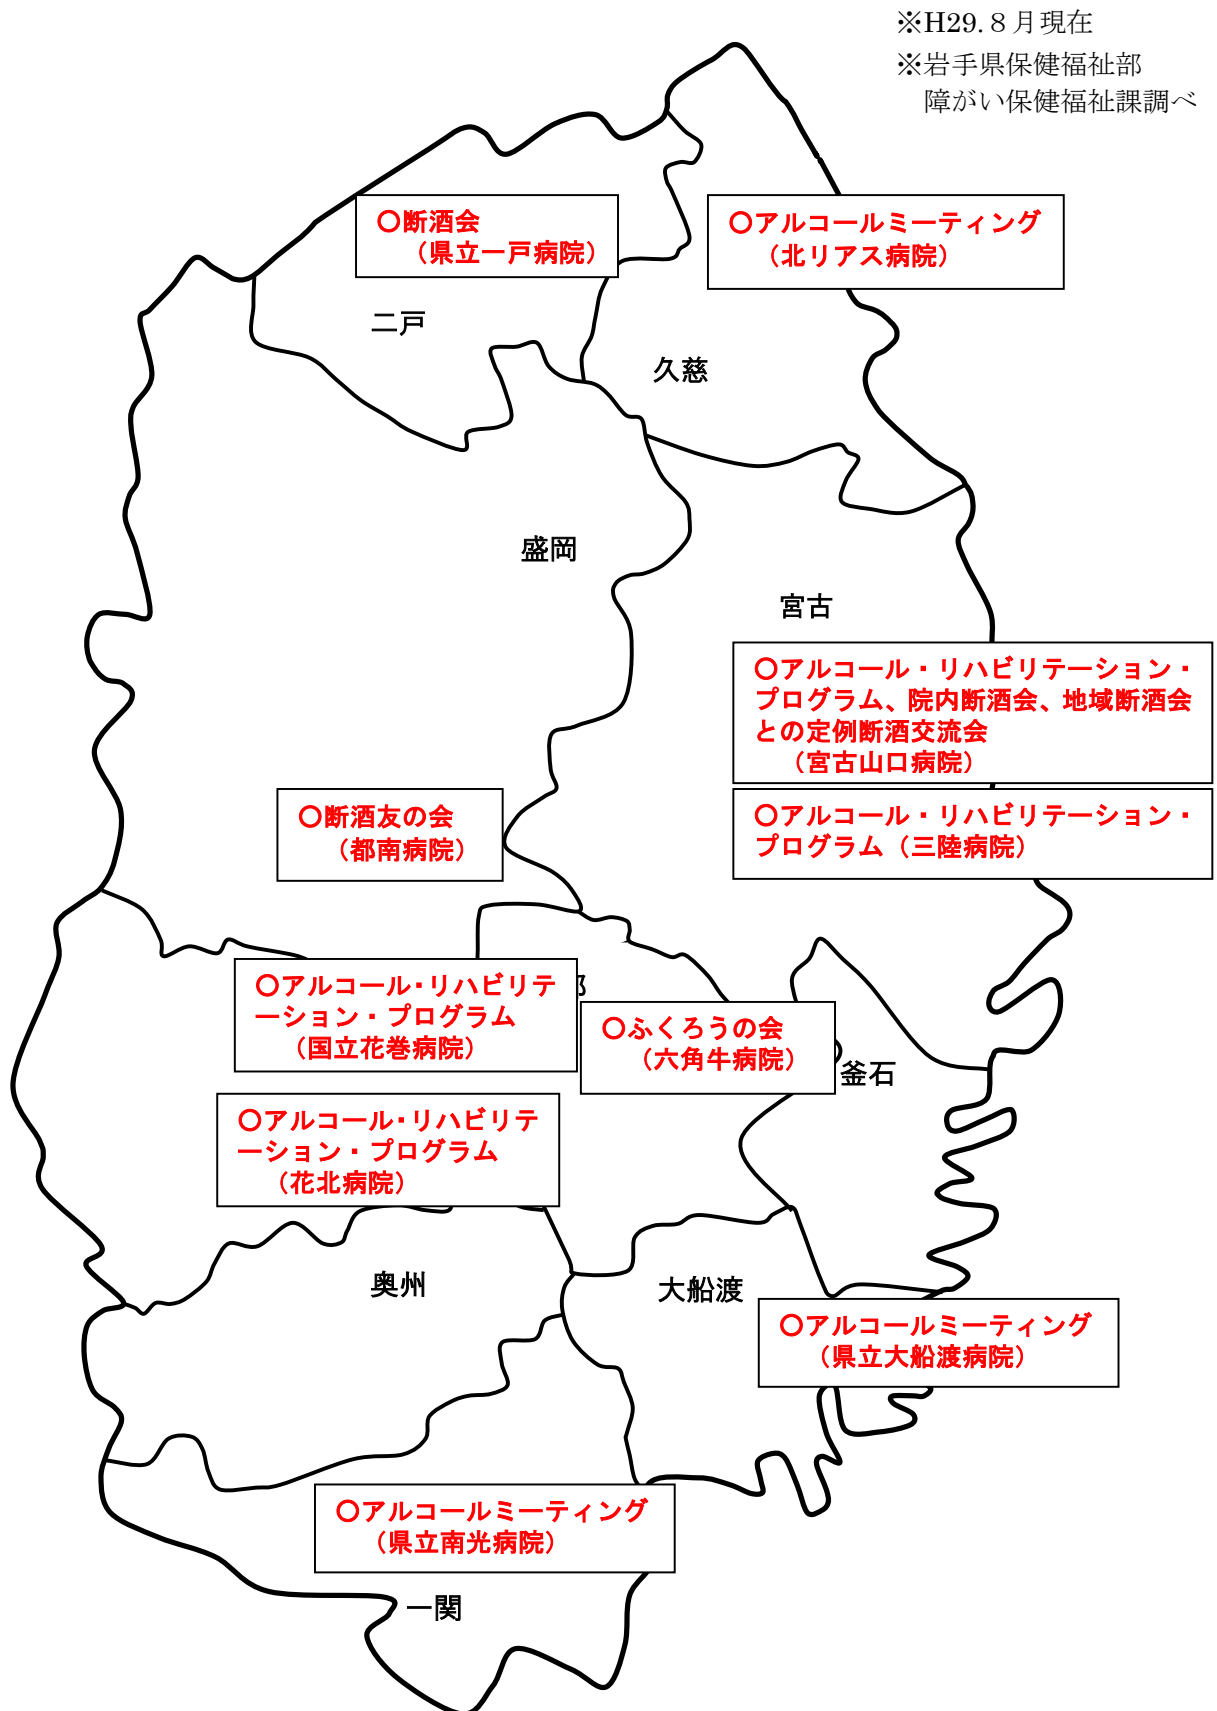 ※H29.８月現在
※岩手県保健福祉部
障がい保健福祉課調べ
○断酒会
（県立一戸病院）
○アルコールミーティング
（北リアス病院）
二戸
久慈
盛岡
宮古
○アルコール・リハビリテーション・
プログラム、院内断酒会、地域断酒会
との定例断酒交流会
（宮古山口病院）
○断酒友の会
（都南病院）
○アルコール・リハビリテーション・
プログラム（三陸病院）
○アルコール・リハビリテ
ーション・プログラム
（国立花巻病院）
○ふくろうの会
（六角牛病院）
釜石
○アルコール・リハビリテ
ーション・プログラム
（花北病院）
奥州
大船渡
○アルコールミーティング
（県立大船渡病院）
○アルコールミーティング
（県立南光病院）
一関